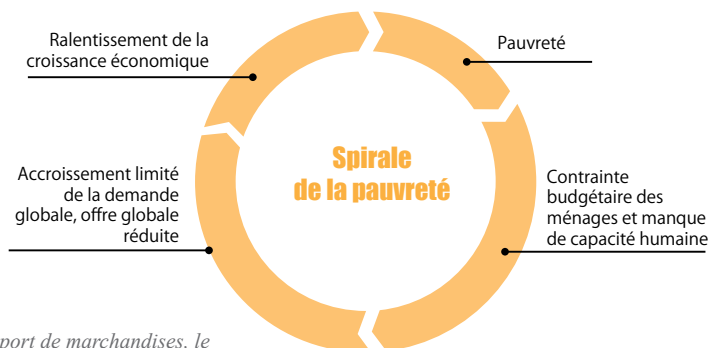 Ralentissement de la
croissance économique
Pauvreté
Spirale
de la pauvreté
Accroissement limité
de la demande
globale, offre globale
réduite
Contrainte
budgétaire des
ménages et manque
de capacité humaine
port de marchandises, le